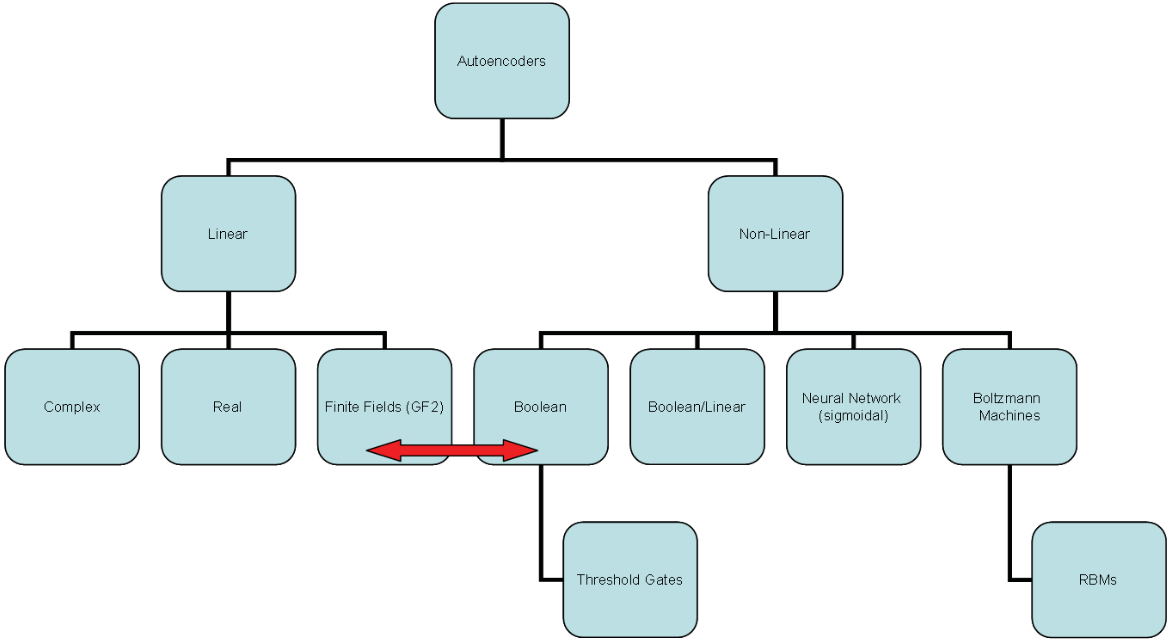 Autoencoders
Linear
Non-Linear
Complex
Real
Finite Fields (GF2)
Boolean
Boolean/Linear
Neural Network
(sigmoidal)
Boltzmann
Machines
Threshold Gates
RBMs